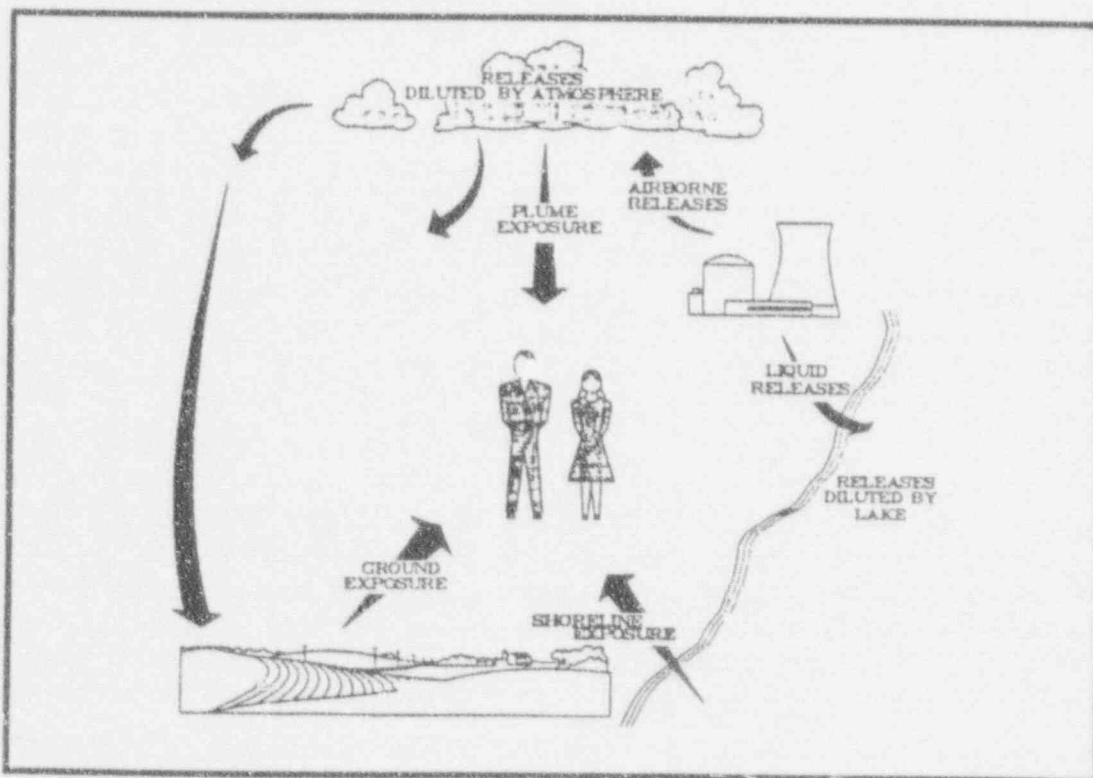 RELEASES
DILUTED BY ATMOSPHERE
AIRBORNE
RELEASES
PLUME
EXPOSURE
LIQUID
RELEASES
RELEASES
DILUTED BY
LAKE
GROUND
EXPOSURE
SHORELINE
EXPOSURE